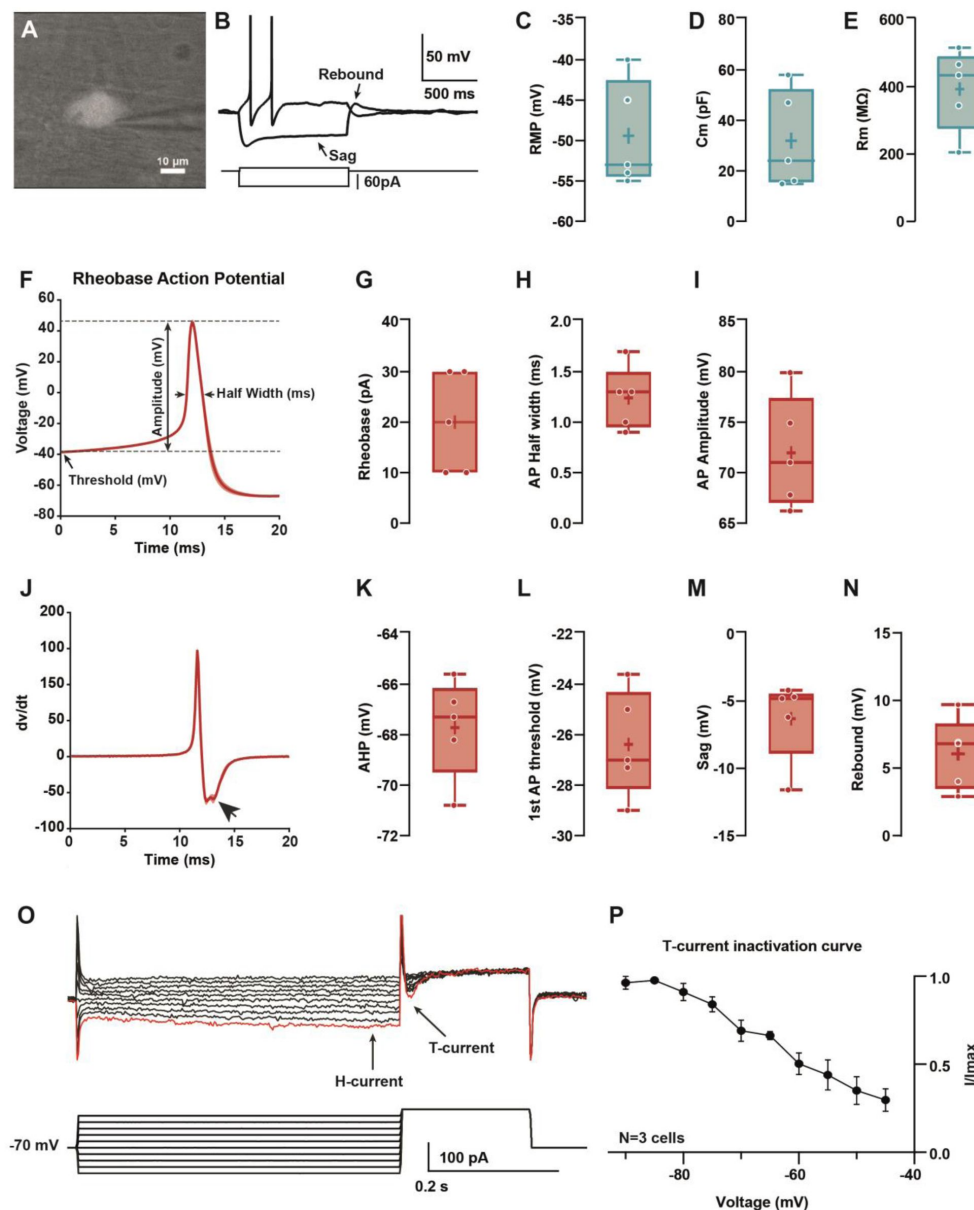 A
10 µm
B
50 mV
500 ms
Rebound
Sag
60pA
C
RMP (mV)
-35
-40
-45
-50
-55
-60
D
Cm (pF)
80
60
40
20
0
E
Rm (MΩ)
600
400
200
0
F
Rheobase Action Potential
Voltage (mV)
60
40
20
0
-20
-40
-60
-80
Amplitude (mV)
Half Width (ms)
Threshold (mV)
0
10
15
20
Time (ms)
G
Rheobase (pA)
40
30
20
10
0
H
AP Half width (ms)
2.0
1.5
1.0
0.5
0.0
I
AP Amplitude (mV)
85
80
75
70
65
J
dv/dt
200
100
150
50
0
-50
-100
0
5
10
15
20
Time (ms)
K
AHP (mV)
-64
-66
-68
-70
-72
L
1st AP threshold (mV)
-22
-24
-26
-28
-30
M
Sag (mV)
0
-5
-10
-15
N
Rebound (mV)
15
10
5
0
O
T-current
H-current
-70 mV
100 pA
0.2 s
P
T-current inactivation curve
1.0
0.5
0.0
I/Imax
N=3 cells
-80
-60
-40
Voltage (mV)